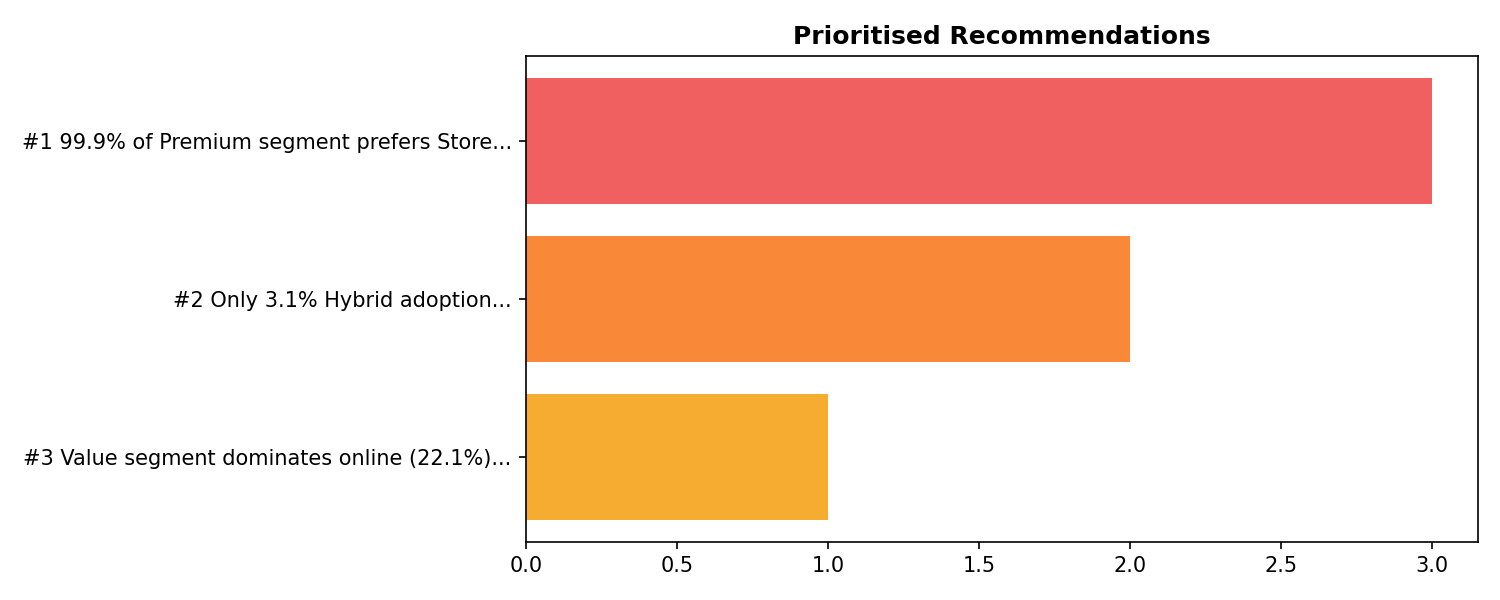 Prioritised Recommendations
#1 99.9% of Premium segment prefers Store...
#2 Only 3.1% Hybrid adoption...
#3 Value segment dominates online (22.1%)...
0.0 0.5 1.0 1.5 2.0 2.5 3.0